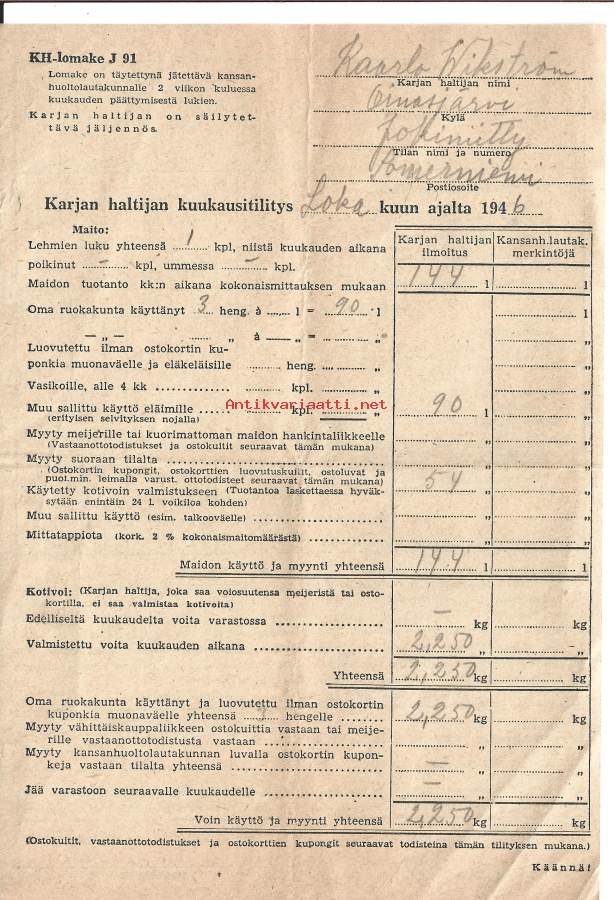 KH-lomake J 91
Lomake on täytettynä jätettävä kansan-
huoltolautakunnalle 2 viikon kuluessa
kuukauden päättymisestä lukien.
Karjan haltijan on säilytet-
tävä jäljennös.
Kaarlo Wikström
Karjan haltijan nimi
Oinasjärvi
Kylä
Tilan nimi ja numero
Somerniemi
Postiosoite
Karjan haltijan kuukausitilitys Loka kuun ajalta 1946
Maito:
Lehmien luku yhteensä 1 kpl, niistä kuukauden aikana
poikinut – kpl, ummessa – kpl.
Karjan haltijan ilmoitus
Kansanh.lautak. merkintöjä
Maidon tuotanto kk:n aikana kokonaismittauksen mukaan 144 l l
Oma ruokakunta käyttänyt 3 heng. à l = 90 l l
— „ — „ à — „ = „ „
Luovutettu ilman ostokortin ku-
ponkia muonaväelle ja eläkeläisille heng. „ „
Vasikoille, alle 4 kk kpl. „ „
Antikvariaatti.net
Muu sallittu käyttö eläimille kpl. „ 90 l „
(erityisen selvityksen nojalla)
Myyty meijerille tai kuorimattoman maidon hankintaliikkeelle
(Vastaanottotodistukset ja ostokuitit seuraavat tämän mukana) „ „
Myyty suoraan tilalta „ „
(Ostokortin kupongit, ostokorttien luovutuskuitit, ostoluvat ja
puol.min. leimalla varust. ottotodisteet seuraavat tämän mukana)
Käytetty kotivoin valmistukseen (Tuotantoa laskettaessa hyväk- 54 „ „
sytään enintäin 24 l. voikiloa kohden)
Muu sallittu käyttö (esim. talkooväelle) „ „
Mittatappiota (kork. 2 % kokonaismaitomäärästä) „ „
Maidon käyttö ja myynti yhteensä 144 l l
Kotivoi: (Karjan haltija, joka saa voiosuutensa meijeristä tai osto-
kortilla, ei saa valmistaa kotivoita)
Edelliseltä kuukaudelta voita varastossa – kg kg
Valmistettu voita kuukauden aikana 2,250 „ „
Yhteensä 2,250 kg kg
Oma ruokakunta käyttänyt ja luovutettu ilman ostokortin
kuponkia muonaväelle yhteensä 3 hengelle 2,250 kg kg
Myyty vähittäiskauppaliikkeen ostokuittia vastaan tai meije-
rille vastaanottotodistusta vastaan „ „
Myyty kansanhuoltolautakunnan luvalla ostokortin kupon-
keja vastaan tilalta yhteensä – „ „
Jää varastoon seuraavalle kuukaudelle – „ „
Voin käyttö ja myynti yhteensä 2,250 kg kg
(Ostokuitit, vastaanottotodistukset ja ostokorttien kupongit seuraavat todisteina tämän tilityksen mukana.)
Käännä!